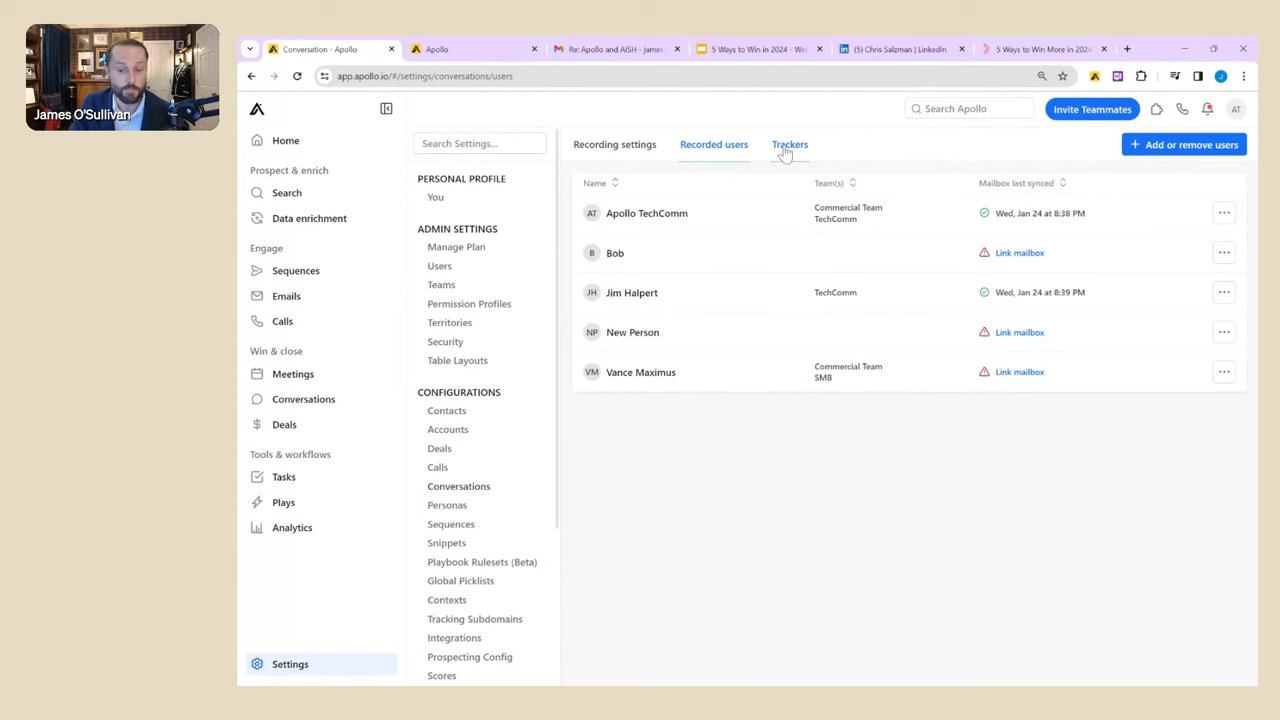 James O'Sullivan
Conversation - Apollo
Apollo
Re: Apollo and AISH - james
5 Ways to Win in 2024 - We
(5) Chris Salzman | LinkedIn
5 Ways to Win More in 2024
app.apollo.io/#/settings/conversations/users
J
Search Apollo
Invite Teammates
AT
Home
Prospect & enrich
Search
Data enrichment
Engage
Sequences
Emails
Calls
Win & close
Meetings
Conversations
Deals
Tools & workflows
Tasks
Plays
Analytics
Settings
Search Settings...
PERSONAL PROFILE
You
ADMIN SETTINGS
Manage Plan
Users
Teams
Permission Profiles
Territories
Security
Table Layouts
CONFIGURATIONS
Contacts
Accounts
Deals
Calls
Conversations
Personas
Sequences
Snippets
Playbook Rulesets (Beta)
Global Picklists
Contexts
Tracking Subdomains
Integrations
Prospecting Config
Scores
Recording settings
Recorded users
Trackers
+ Add or remove users
Name
Team(s)
Mailbox last synced
AT Apollo TechComm
Commercial Team
TechComm
Wed, Jan 24 at 8:38 PM
B Bob
Link mailbox
JH Jim Halpert
TechComm
Wed, Jan 24 at 8:39 PM
NP New Person
Link mailbox
VM Vance Maximus
Commercial Team
SMB
Link mailbox